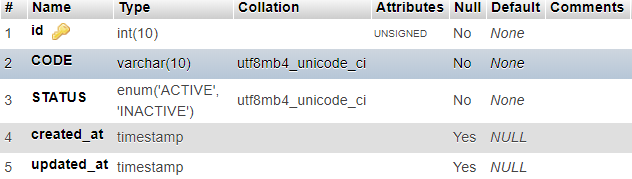 # Name Type Collation Attributes Null Default Comments
1 id int(10) UNSIGNED No None
2 CODE varchar(10) utf8mb4_unicode_ci No None
3 STATUS enum('ACTIVE', 'INACTIVE') utf8mb4_unicode_ci No None
4 created_at timestamp Yes NULL
5 updated_at timestamp Yes NULL